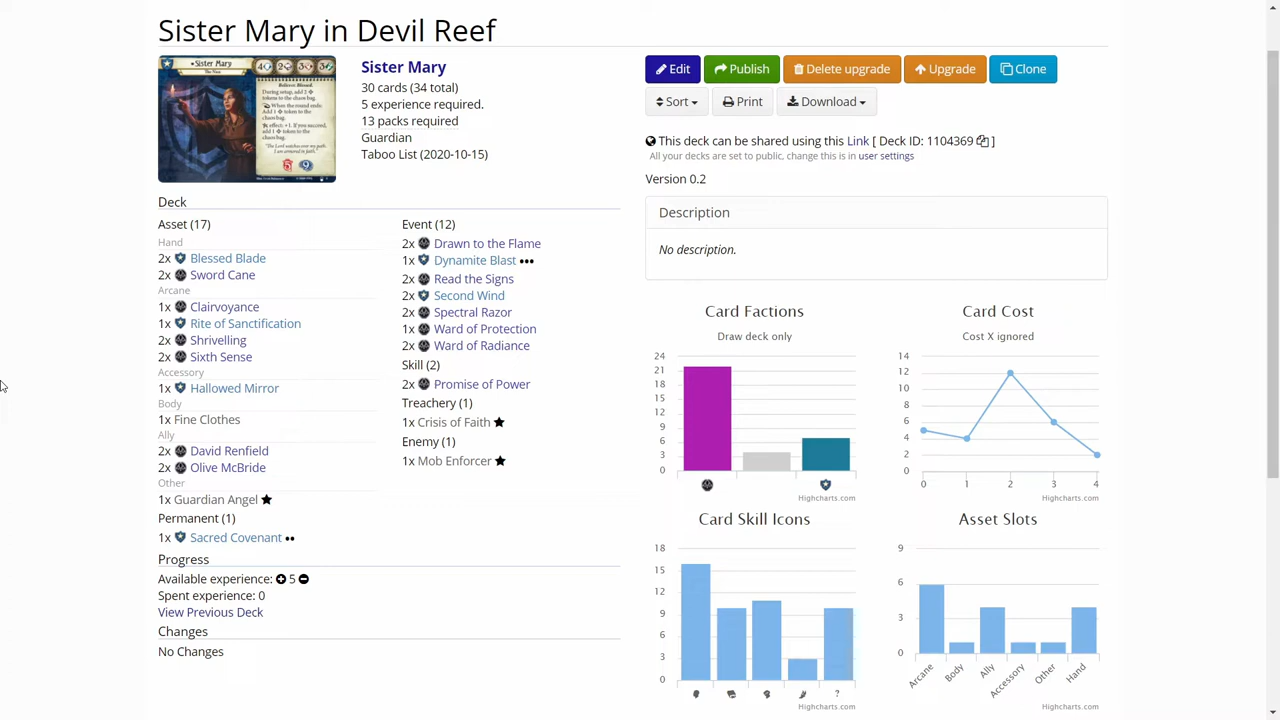 Sister Mary in Devil Reef
Sister Mary
The Nun
Sister Mary
30 cards (34 total)
5 experience required.
13 packs required
Guardian
Taboo List (2020-10-15)
Edit
Publish
Delete upgrade
Upgrade
Clone
Sort
Print
Download
This deck can be shared using this Link [ Deck ID: 1104369 ]
All your decks are set to public, change this in user settings
Version 0.2
Description
No description.
Deck
Asset (17)
Hand
2x Blessed Blade
2x Sword Cane
Arcane
1x Clairvoyance
1x Rite of Sanctification
2x Shrivelling
2x Sixth Sense
Accessory
1x Hallowed Mirror
Body
1x Fine Clothes
Ally
2x David Renfield
2x Olive McBride
Other
1x Guardian Angel
Permanent (1)
1x Sacred Covenant
Event (12)
2x Drawn to the Flame
1x Dynamite Blast
2x Read the Signs
2x Second Wind
2x Spectral Razor
1x Ward of Protection
2x Ward of Radiance
Skill (2)
2x Promise of Power
Treachery (1)
1x Crisis of Faith
Enemy (1)
1x Mob Enforcer
Progress
Available experience: 5
Spent experience: 0
View Previous Deck
Changes
No Changes
Card Factions
Draw deck only
24
21
18
15
12
9
6
3
0
Highcharts.com
Card Cost
Cost X ignored
14
12
10
8
6
4
2
0
0 1 2 3 4
Highcharts.com
Card Skill Icons
18
15
12
9
6
3
0
?
Highcharts.com
Asset Slots
9
6
3
0
Arcane Body Ally Accessory Other Hand
Highcharts.com